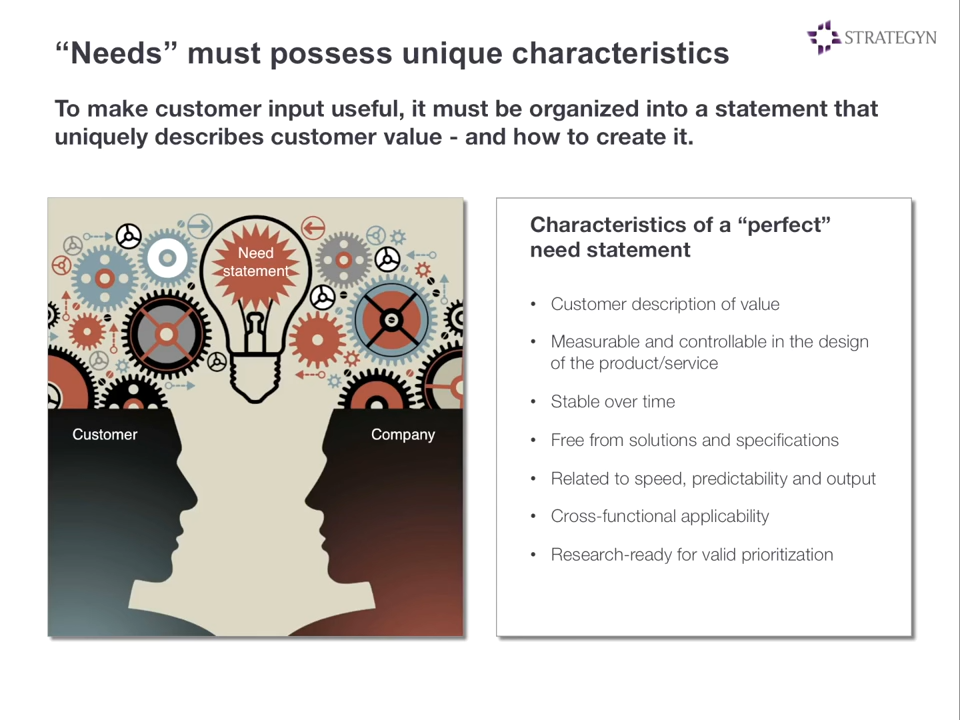 “Needs” must possess unique characteristics
STRATEGYN
To make customer input useful, it must be organized into a statement that
uniquely describes customer value - and how to create it.
Need
statement
Customer
Company
Characteristics of a “perfect”
need statement
• Customer description of value
• Measurable and controllable in the design
of the product/service
• Stable over time
• Free from solutions and specifications
• Related to speed, predictability and output
• Cross-functional applicability
• Research-ready for valid prioritization